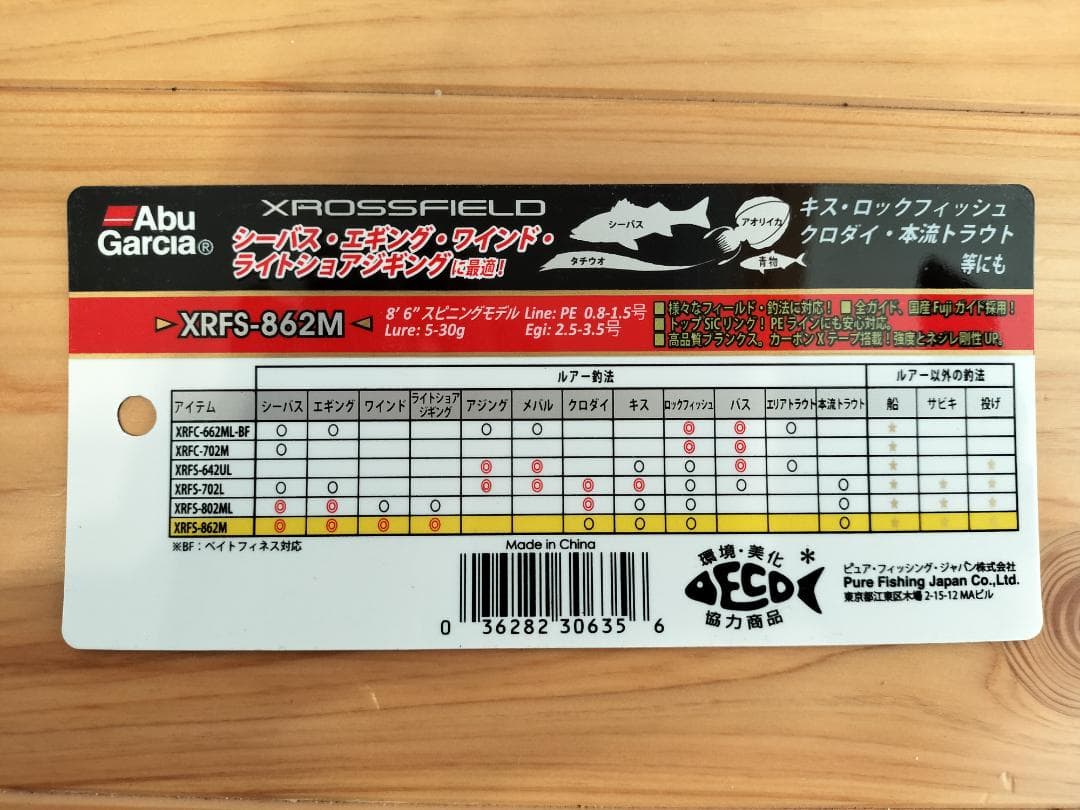 Abu
Garcia®
XROSSFIELD
シーバス・エギング・ワインド・
ライトショアジギングに最適！
シーバス
アオリイカ
タチウオ
青物
キス・ロックフィッシュ
クロダイ・本流トラウト
等にも
XRFS-862M
8' 6" スピニングモデル Line: PE 0.8-1.5号
Lure: 5-30g Egi: 2.5-3.5号
■様々なフィールド・釣法に対応！ ■全ガイド、国産Fujiガイド採用！
■トップSiCリング！PEラインにも安心対応。
■高品質ブランクス。カーボンXテープ搭載！強度とネジレ剛性UP。
ルアー釣法 ルアー以外の釣法
アイテム シーバス エギング ワインド ライトショアジギング アジング メバル クロダイ キス ロックフィッシュ バス エリアトラウト 本流トラウト 船 サビキ 投げ
XRFC-662ML-BF ○ ○ ○ ○ ◎ ◎ ○ ★
XRFC-702M ○ ◎ ◎ ★
XRFS-642UL ◎ ◎ ○ ○ ◎ ○ ★ ★
XRFS-702L ○ ○ ◎ ◎ ◎ ◎ ○ ○ ○ ★ ★ ★
XRFS-802ML ◎ ◎ ○ ○ ◎ ○ ○ ○ ★ ★ ★
XRFS-862M ◎ ◎ ◎ ◎ ○ ○ ○ ○ ★ ★ ★
※BF：ベイトフィネス対応
Made in China
0 36282 30635 6
環境・美化
ECO
*
協力商品
ピュア・フィッシング・ジャパン株式会社
Pure Fishing Japan Co.,Ltd.
東京都江東区木場2-15-12 MAビル